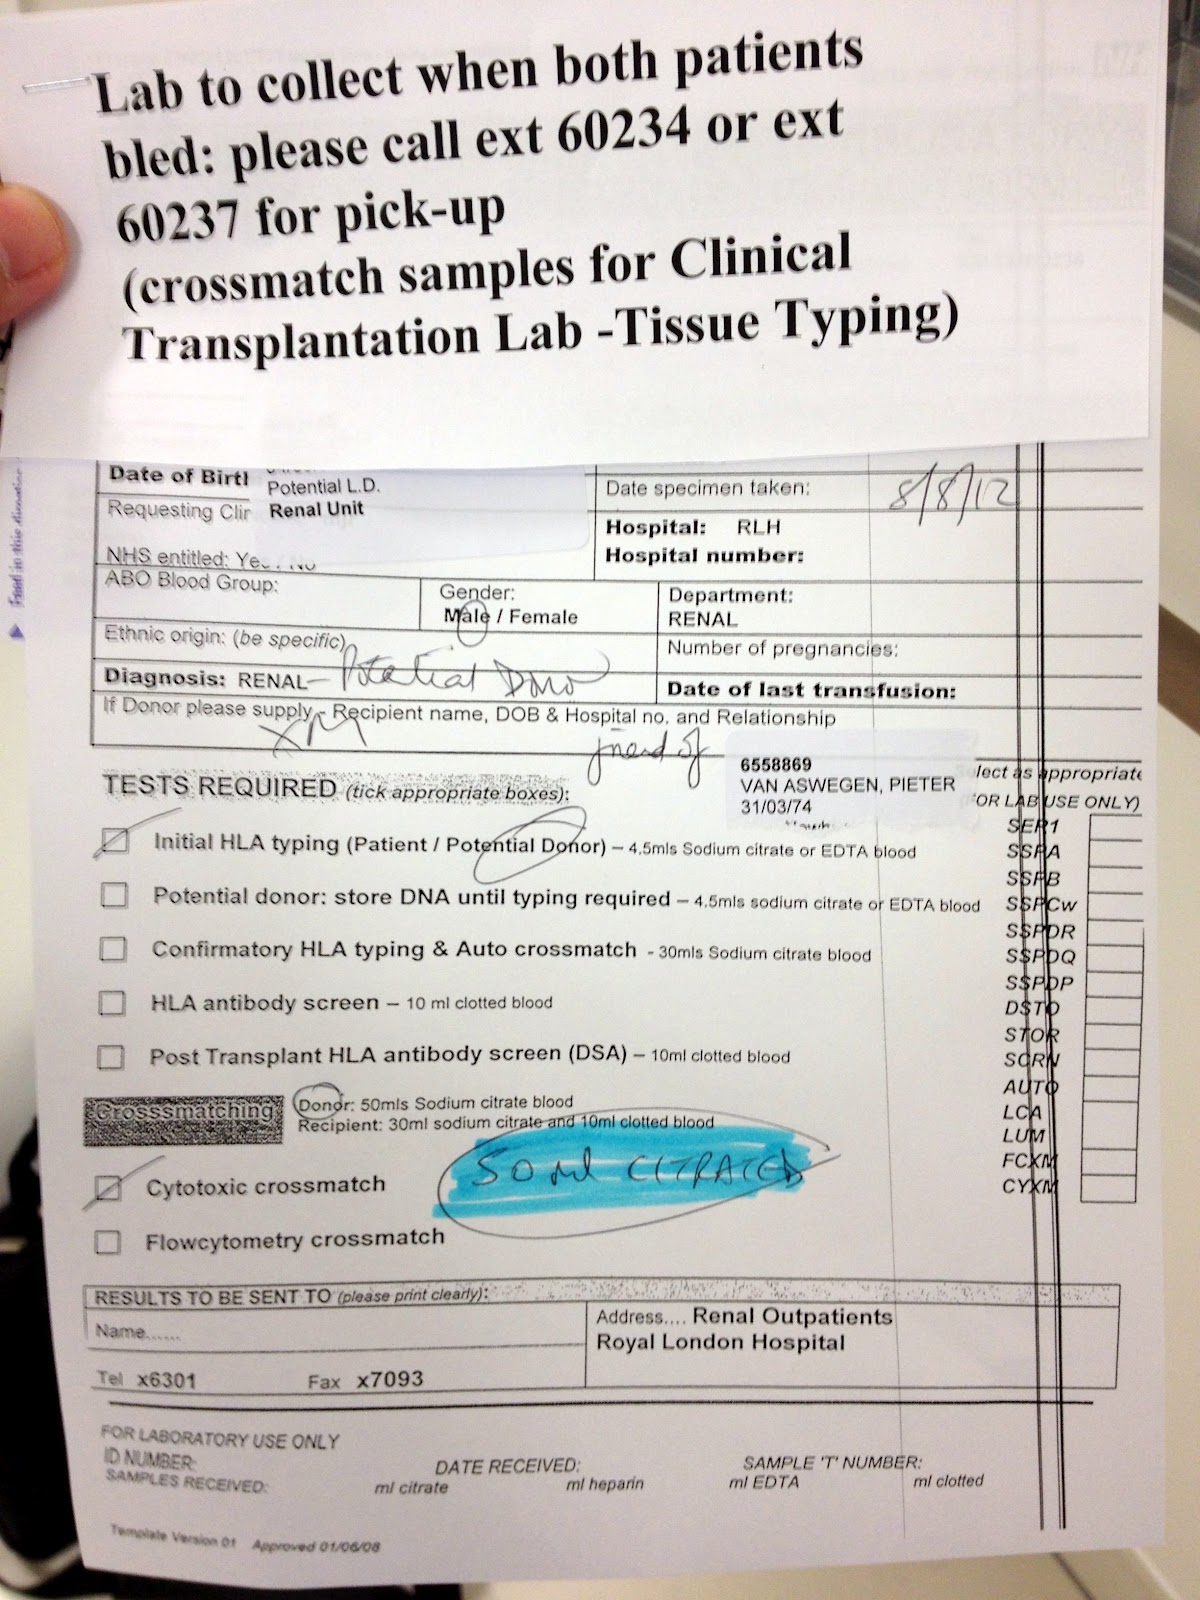 Lab to collect when both patients
bled: please call ext 60234 or ext
60237 for pick-up
(crossmatch samples for Clinical
Transplantation Lab -Tissue Typing)
Date of Birth
Potential L.D.
Date specimen taken: 8/8/12
Requesting Clin
Renal Unit
Hospital: RLH
NHS entitled: Yes / No
Hospital number:
ABO Blood Group:
Gender:
Male / Female
Department:
RENAL
Ethnic origin: (be specific)
Number of pregnancies:
Diagnosis: RENAL - Potential Donor
Date of last transfusion:
If Donor please supply - Recipient name, DOB & Hospital no. and Relationship
XM
friend of
6558869
VAN ASWEGEN, PIETER
31/03/74
TESTS REQUIRED (tick appropriate boxes):
lect as appropriate
OR LAB USE ONLY)
Initial HLA typing (Patient / Potential Donor) – 4.5mls Sodium citrate or EDTA blood
Potential donor: store DNA until typing required – 4.5mls sodium citrate or EDTA blood
Confirmatory HLA typing & Auto crossmatch - 30mls Sodium citrate blood
HLA antibody screen – 10 ml clotted blood
Post Transplant HLA antibody screen (DSA) – 10ml clotted blood
SER1
SSPA
SSPB
SSPCw
SSPDR
SSPDQ
SSPDP
DSTO
STOR
SCRN
AUTO
LCA
LUM
FCXM
CYXM
Crosssmatching
Donor: 50mls Sodium citrate blood
Recipient: 30ml sodium citrate and 10ml clotted blood
50 ml CITRATED
Cytotoxic crossmatch
Flowcytometry crossmatch
RESULTS TO BE SENT TO (please print clearly):
Name......
Address.... Renal Outpatients
Royal London Hospital
Tel x6301 Fax x7093
FOR LABORATORY USE ONLY
ID NUMBER: DATE RECEIVED: SAMPLE 'T' NUMBER:
SAMPLES RECEIVED: ml citrate ml heparin ml EDTA ml clotted
Template Version 01 Approved 01/06/08